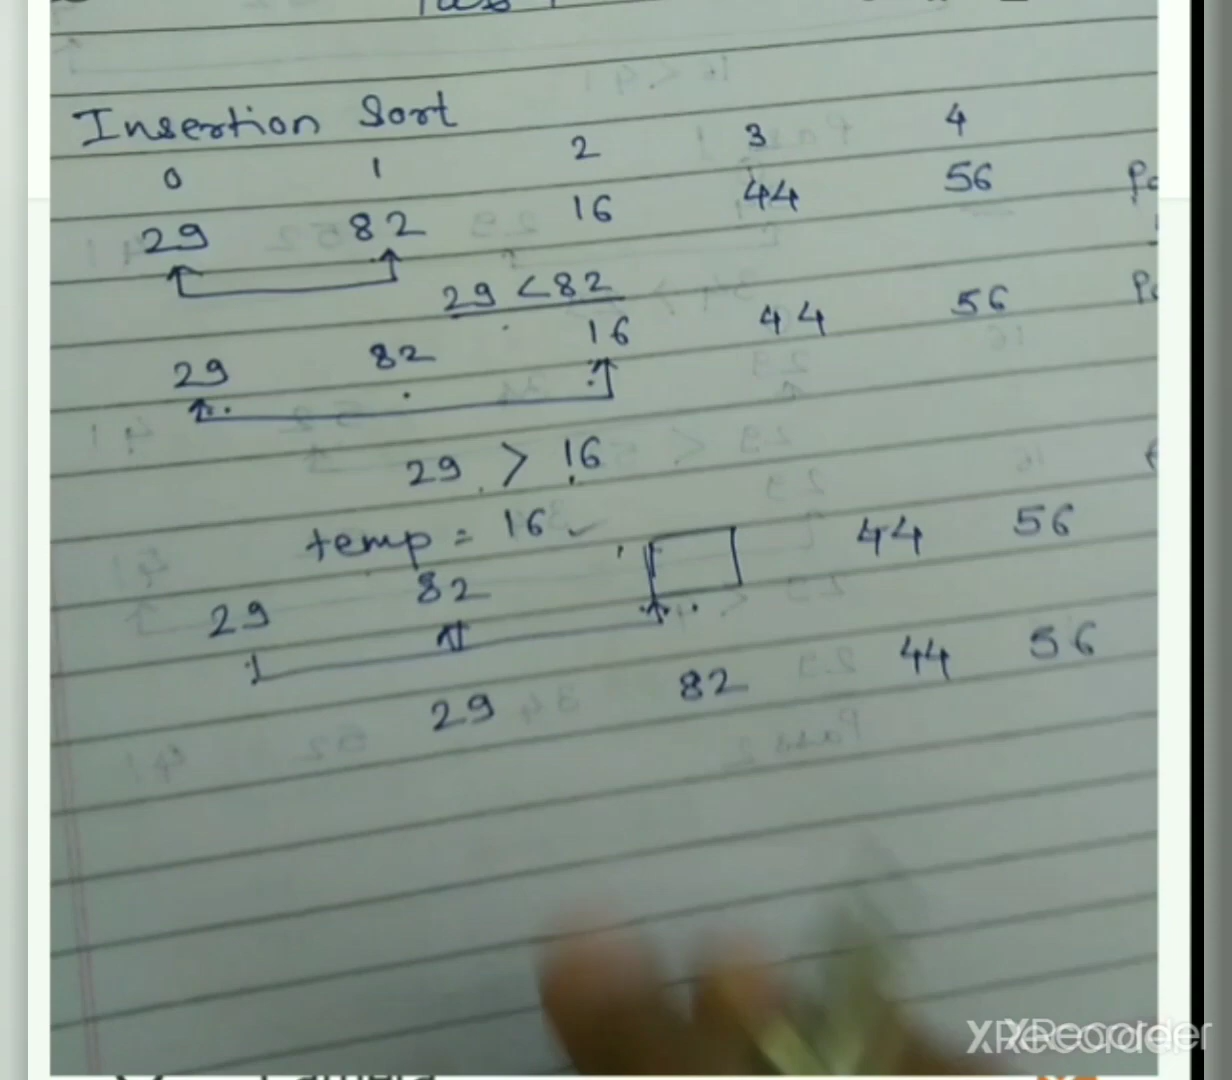 Insertion Sort
0 1 2 3 4
29 82 16 44 56
29 < 82
29 82 16 44 56
29 > 16
temp = 16
29 82 44 56
29 82 44 56
XRecorder